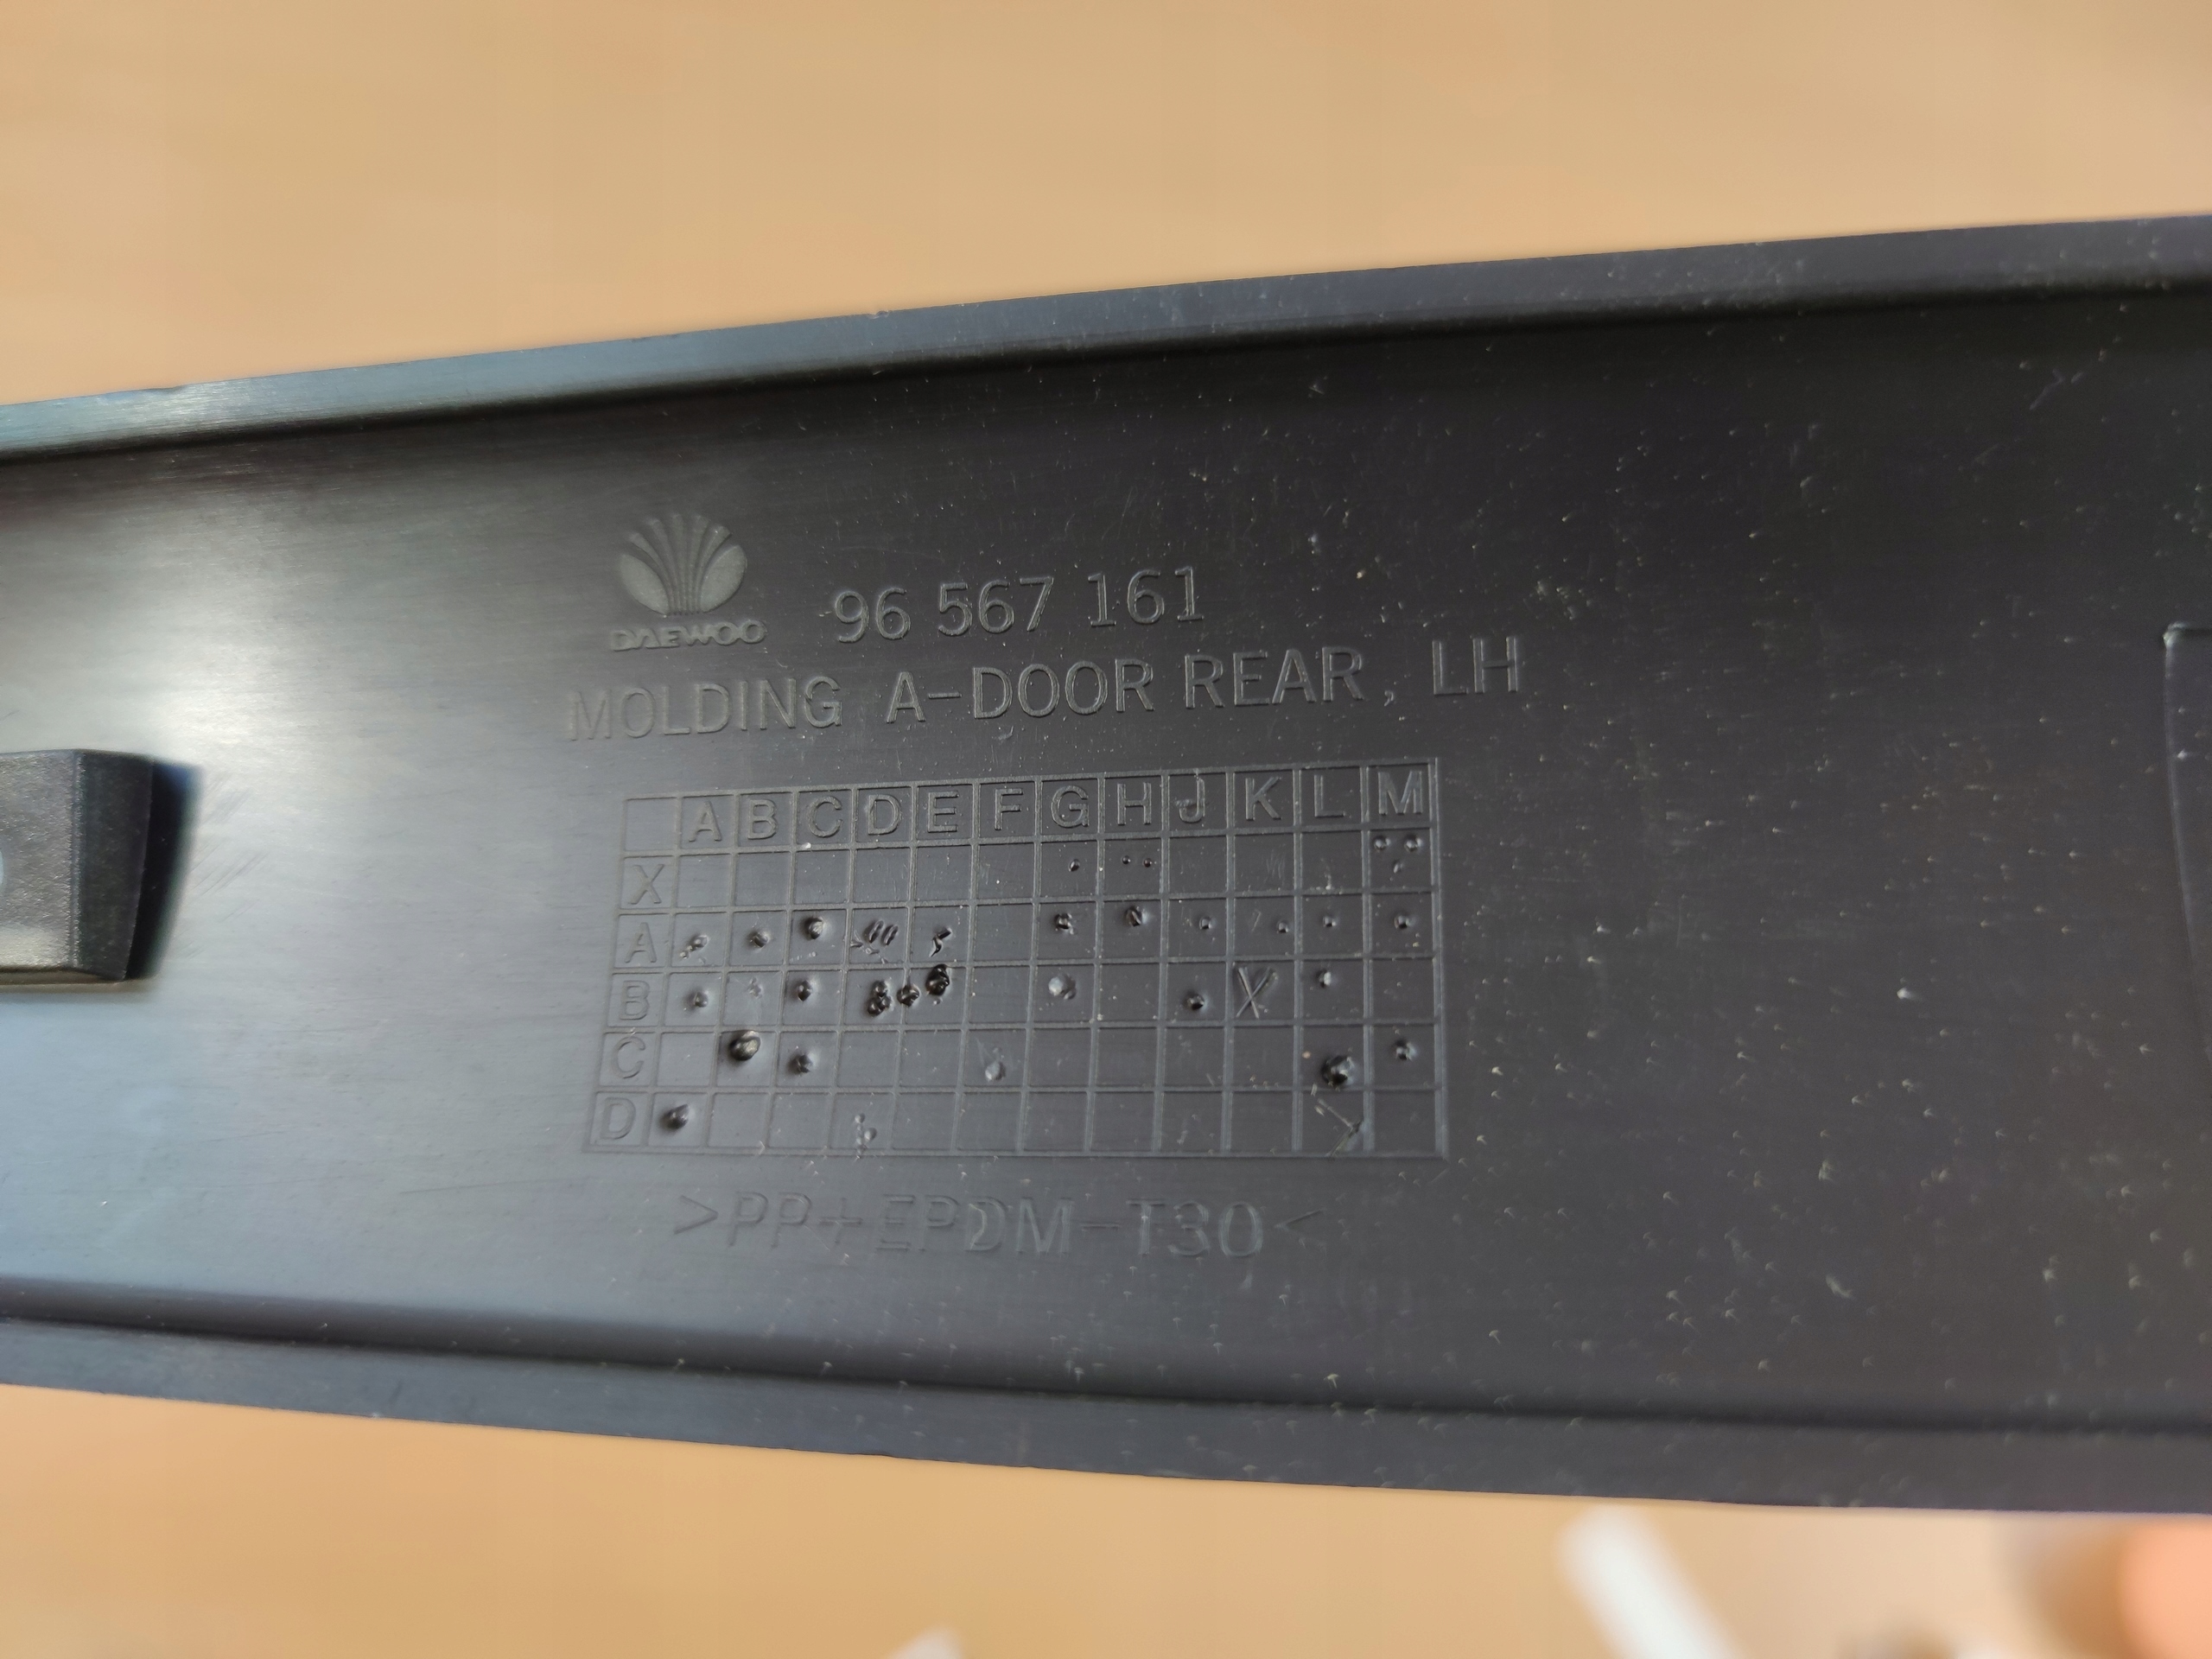 DAEWOO 96 567 161
MOLDING A-DOOR REAR, LH
A B C D E F G H J K L M
X
A
B X
C
D
>PP+EPDM-T30<